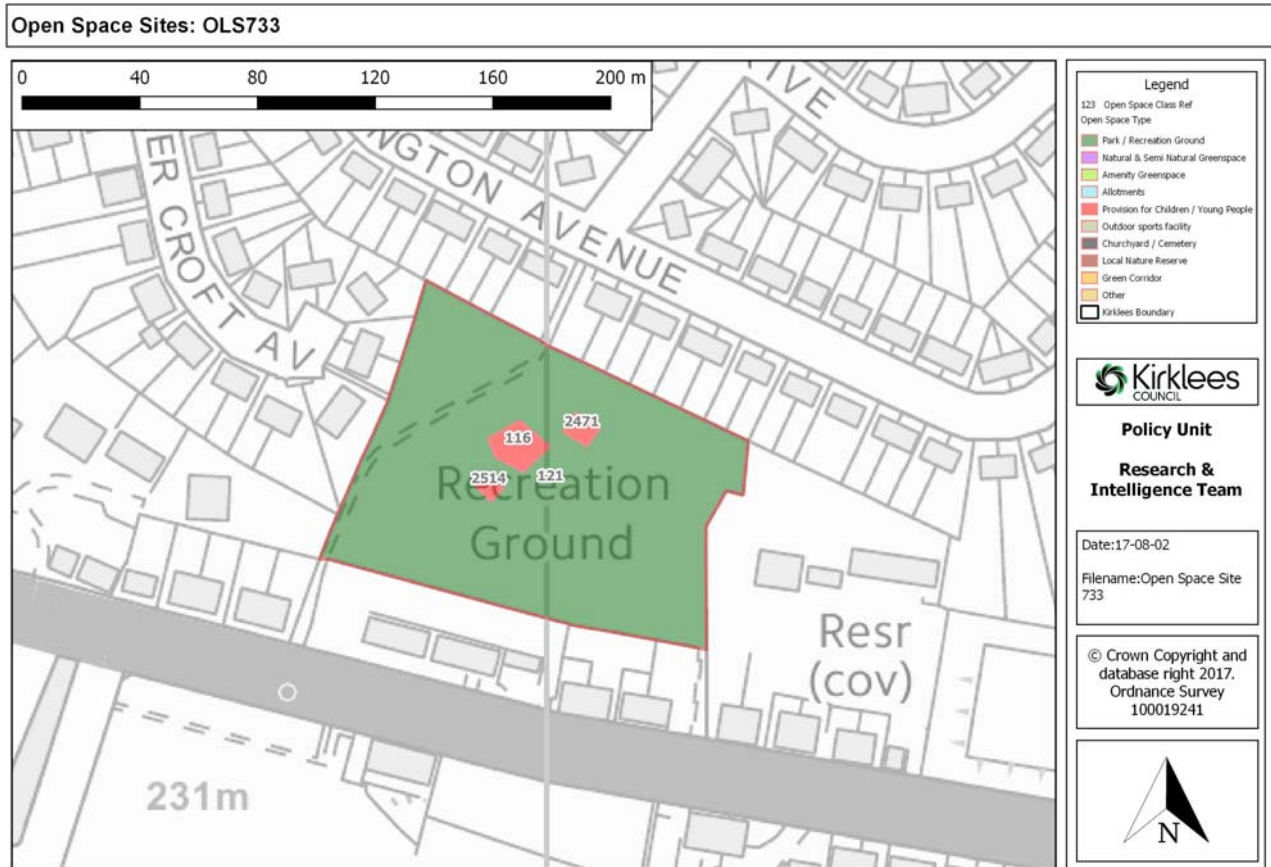 Open Space Sites: OLS733
0 40 80 120 160 200 m
IVE
NGTON AVENUE
ER CROFT AV
116
2471
2514
121
Recreation
Ground
Resr
(cov)
231m
Legend
123 Open Space Class Ref
Open Space Type
Park / Recreation Ground
Natural & Semi Natural Greenspace
Amenity Greenspace
Allotments
Provision for Children / Young People
Outdoor sports facility
Churchyard / Cemetery
Local Nature Reserve
Green Corridor
Other
Kirklees Boundary
Kirklees
COUNCIL
Policy Unit
Research &
Intelligence Team
Date:17-08-02
Filename:Open Space Site
733
© Crown Copyright and
database right 2017.
Ordnance Survey
100019241
N